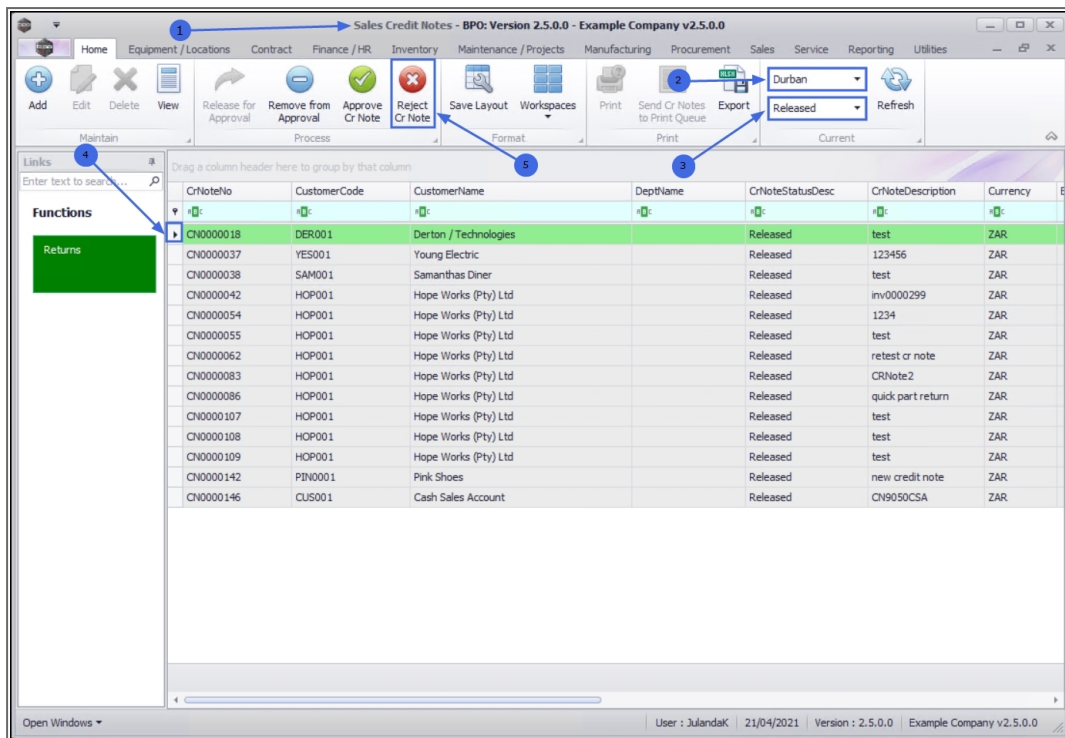 1
Sales Credit Notes - BPO: Version 2.5.0.0 - Example Company v2.5.0.0
Home Equipment / Locations Contract Finance / HR Inventory Maintenance / Projects Manufacturing Procurement Sales Service Reporting Utilities
Add Edit Delete View Release for Approval Remove from Approval Approve Cr Note Reject Cr Note Save Layout Workspaces Print Send Cr Notes to Print Queue XLSX Export Refresh
2
Durban
Released
Maintain Process Format Print Current
4
5
3
Links
Enter text to search...
Functions
Returns
Drag a column header here to group by that column
CrNoteNo CustomerCode CustomerName DeptName CrNoteStatusDesc CrNoteDescription Currency E
CN0000018 DER001 Derton / Technologies Released test ZAR
CN0000037 YES001 Young Electric Released 123456 ZAR
CN0000038 SAM001 Samanthas Diner Released test ZAR
CN0000042 HOP001 Hope Works (Pty) Ltd Released inv0000299 ZAR
CN0000054 HOP001 Hope Works (Pty) Ltd Released 1234 ZAR
CN0000055 HOP001 Hope Works (Pty) Ltd Released test ZAR
CN0000062 HOP001 Hope Works (Pty) Ltd Released retest cr note ZAR
CN0000083 HOP001 Hope Works (Pty) Ltd Released CRNote2 ZAR
CN0000086 HOP001 Hope Works (Pty) Ltd Released quick part return ZAR
CN0000107 HOP001 Hope Works (Pty) Ltd Released test ZAR
CN0000108 HOP001 Hope Works (Pty) Ltd Released test ZAR
CN0000109 HOP001 Hope Works (Pty) Ltd Released test ZAR
CN0000142 PIN0001 Pink Shoes Released new credit note ZAR
CN0000146 CUS001 Cash Sales Account Released CN9050CSA ZAR
Open Windows User : JulandaK 21/04/2021 Version : 2.5.0.0 Example Company v2.5.0.0